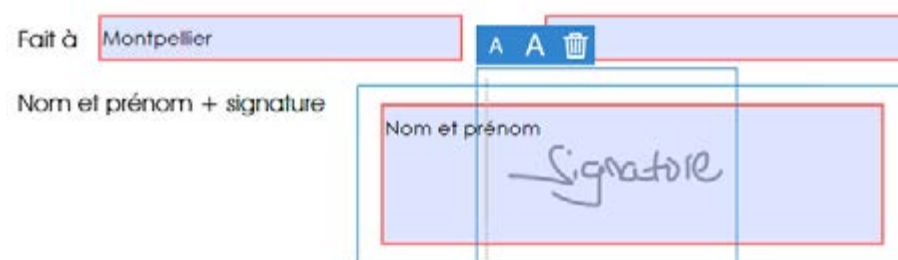 Fait à Montpellier
A A
Nom et prénom + signature
Nom et prénom
Signature